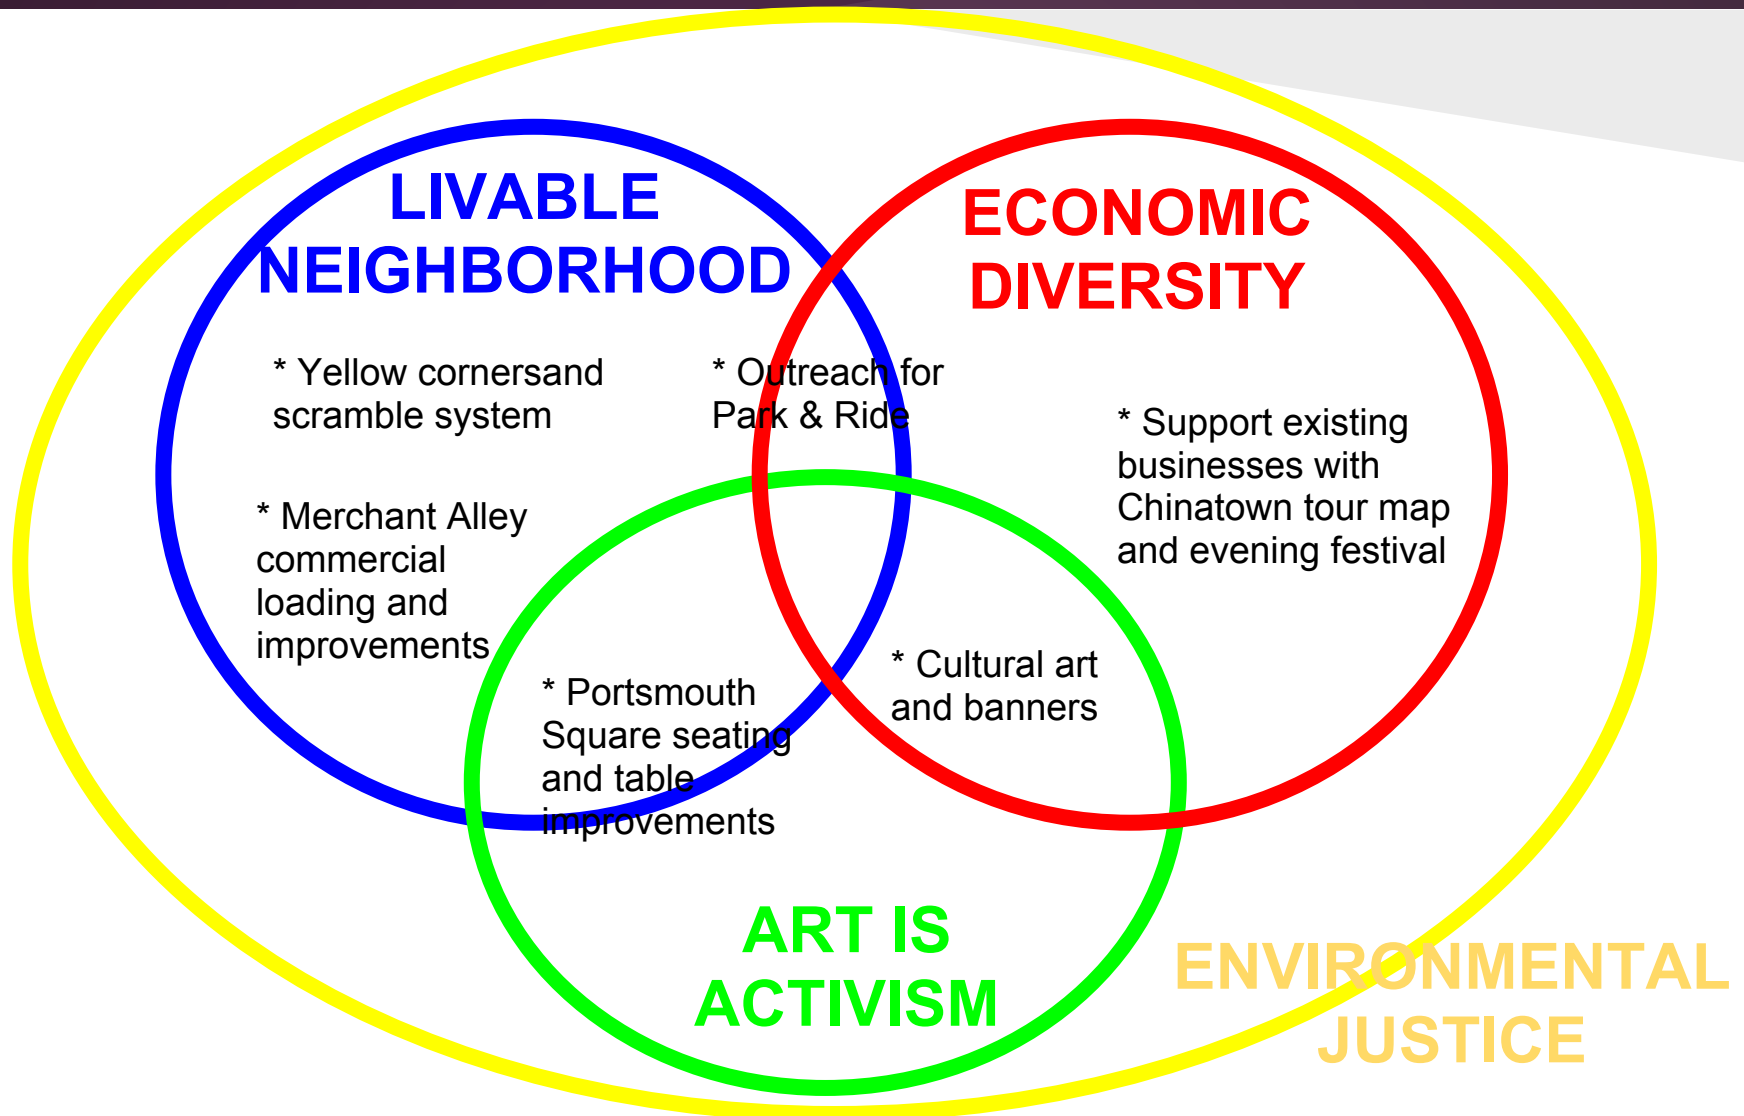 LIVABLE
NEIGHBORHOOD
ECONOMIC
DIVERSITY
* Yellow cornersand
scramble system
* Outreach for
Park & Ride
* Support existing
businesses with
Chinatown tour map
and evening festival
* Merchant Alley
commercial
loading and
improvements
* Portsmouth
Square seating
and table
improvements
* Cultural art
and banners
ART IS
ACTIVISM
ENVIRONMENTAL
JUSTICE